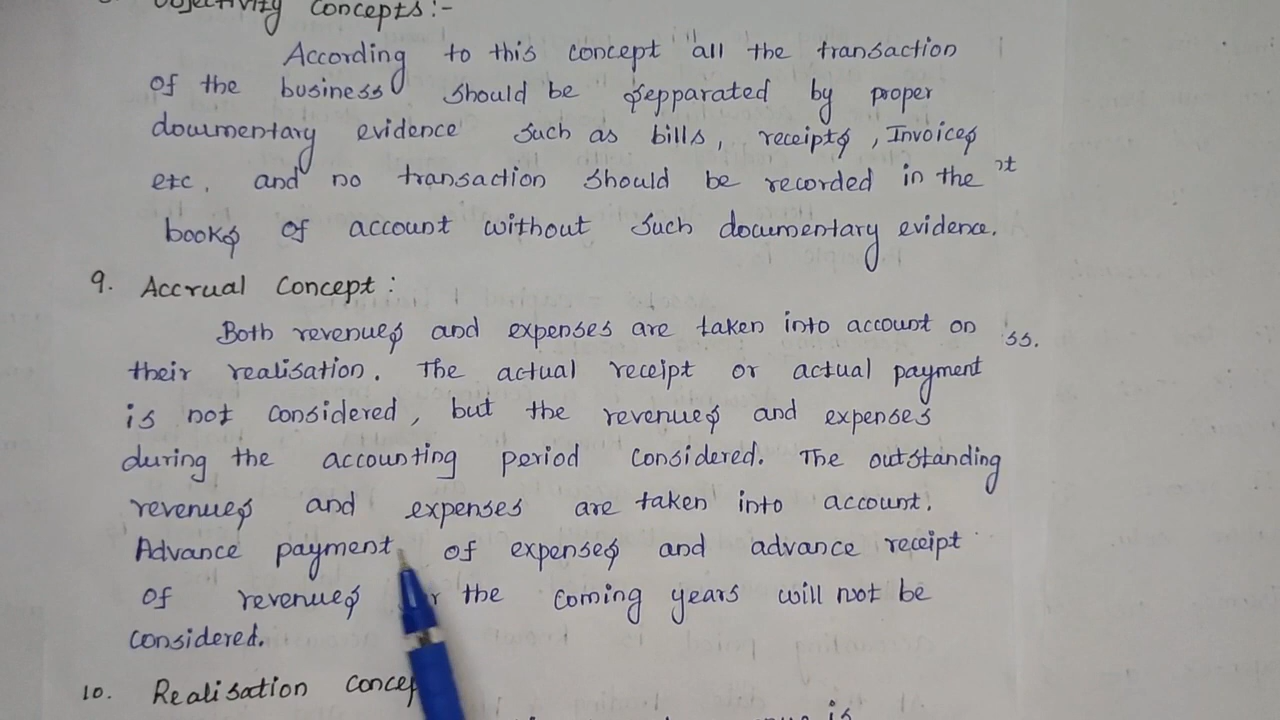 Objectivity Concepts:-
According to this concept all the transaction
of the business should be sepparated by proper
documentary evidence such as bills, receipts, Invoices
etc. and no transaction should be recorded in the
books of account without such documentary evidence.
9. Accrual Concept:
Both revenues and expenses are taken into account on
their realisation. The actual receipt or actual payment
is not considered, but the revenues and expenses
during the accounting period considered. The outstanding
revenues and expenses are taken into account.
Advance payment of expenses and advance receipt
of revenues the coming years will not be
considered.
10. Realisation
is